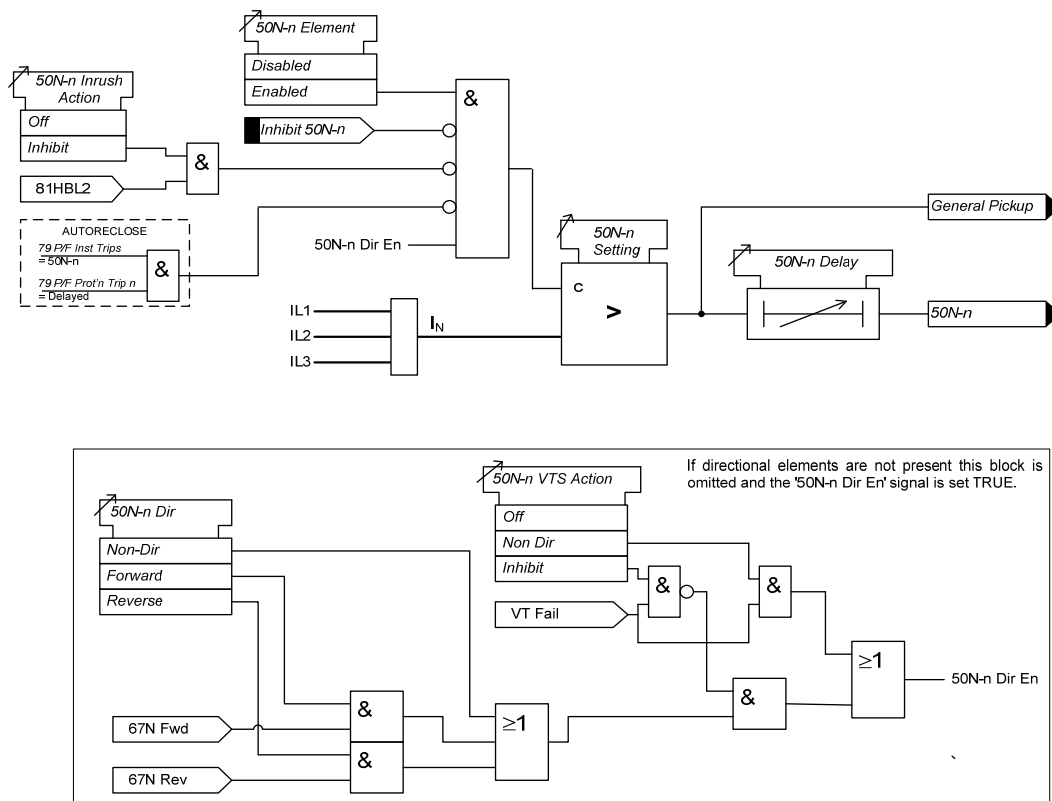 50N-n Element
Disabled
Enabled
50N-n Inrush
Action
Off
Inhibit
81HBL2
&
Inhibit 50N-n
&
AUTORECLOSE
79 P/F Inst Trips
= 50N-n
79 P/F Prot'n Trip n
= Delayed
&
50N-n Dir En
50N-n
Setting
c
>
IL1
IL2
IL3
IN
General Pickup
50N-n Delay
50N-n
If directional elements are not present this block is
omitted and the '50N-n Dir En' signal is set TRUE.
50N-n VTS Action
Off
Non Dir
Inhibit
VT Fail
&
&
50N-n Dir
Non-Dir
Forward
Reverse
≥1
50N-n Dir En
&
67N Fwd
&
≥1
67N Rev
&